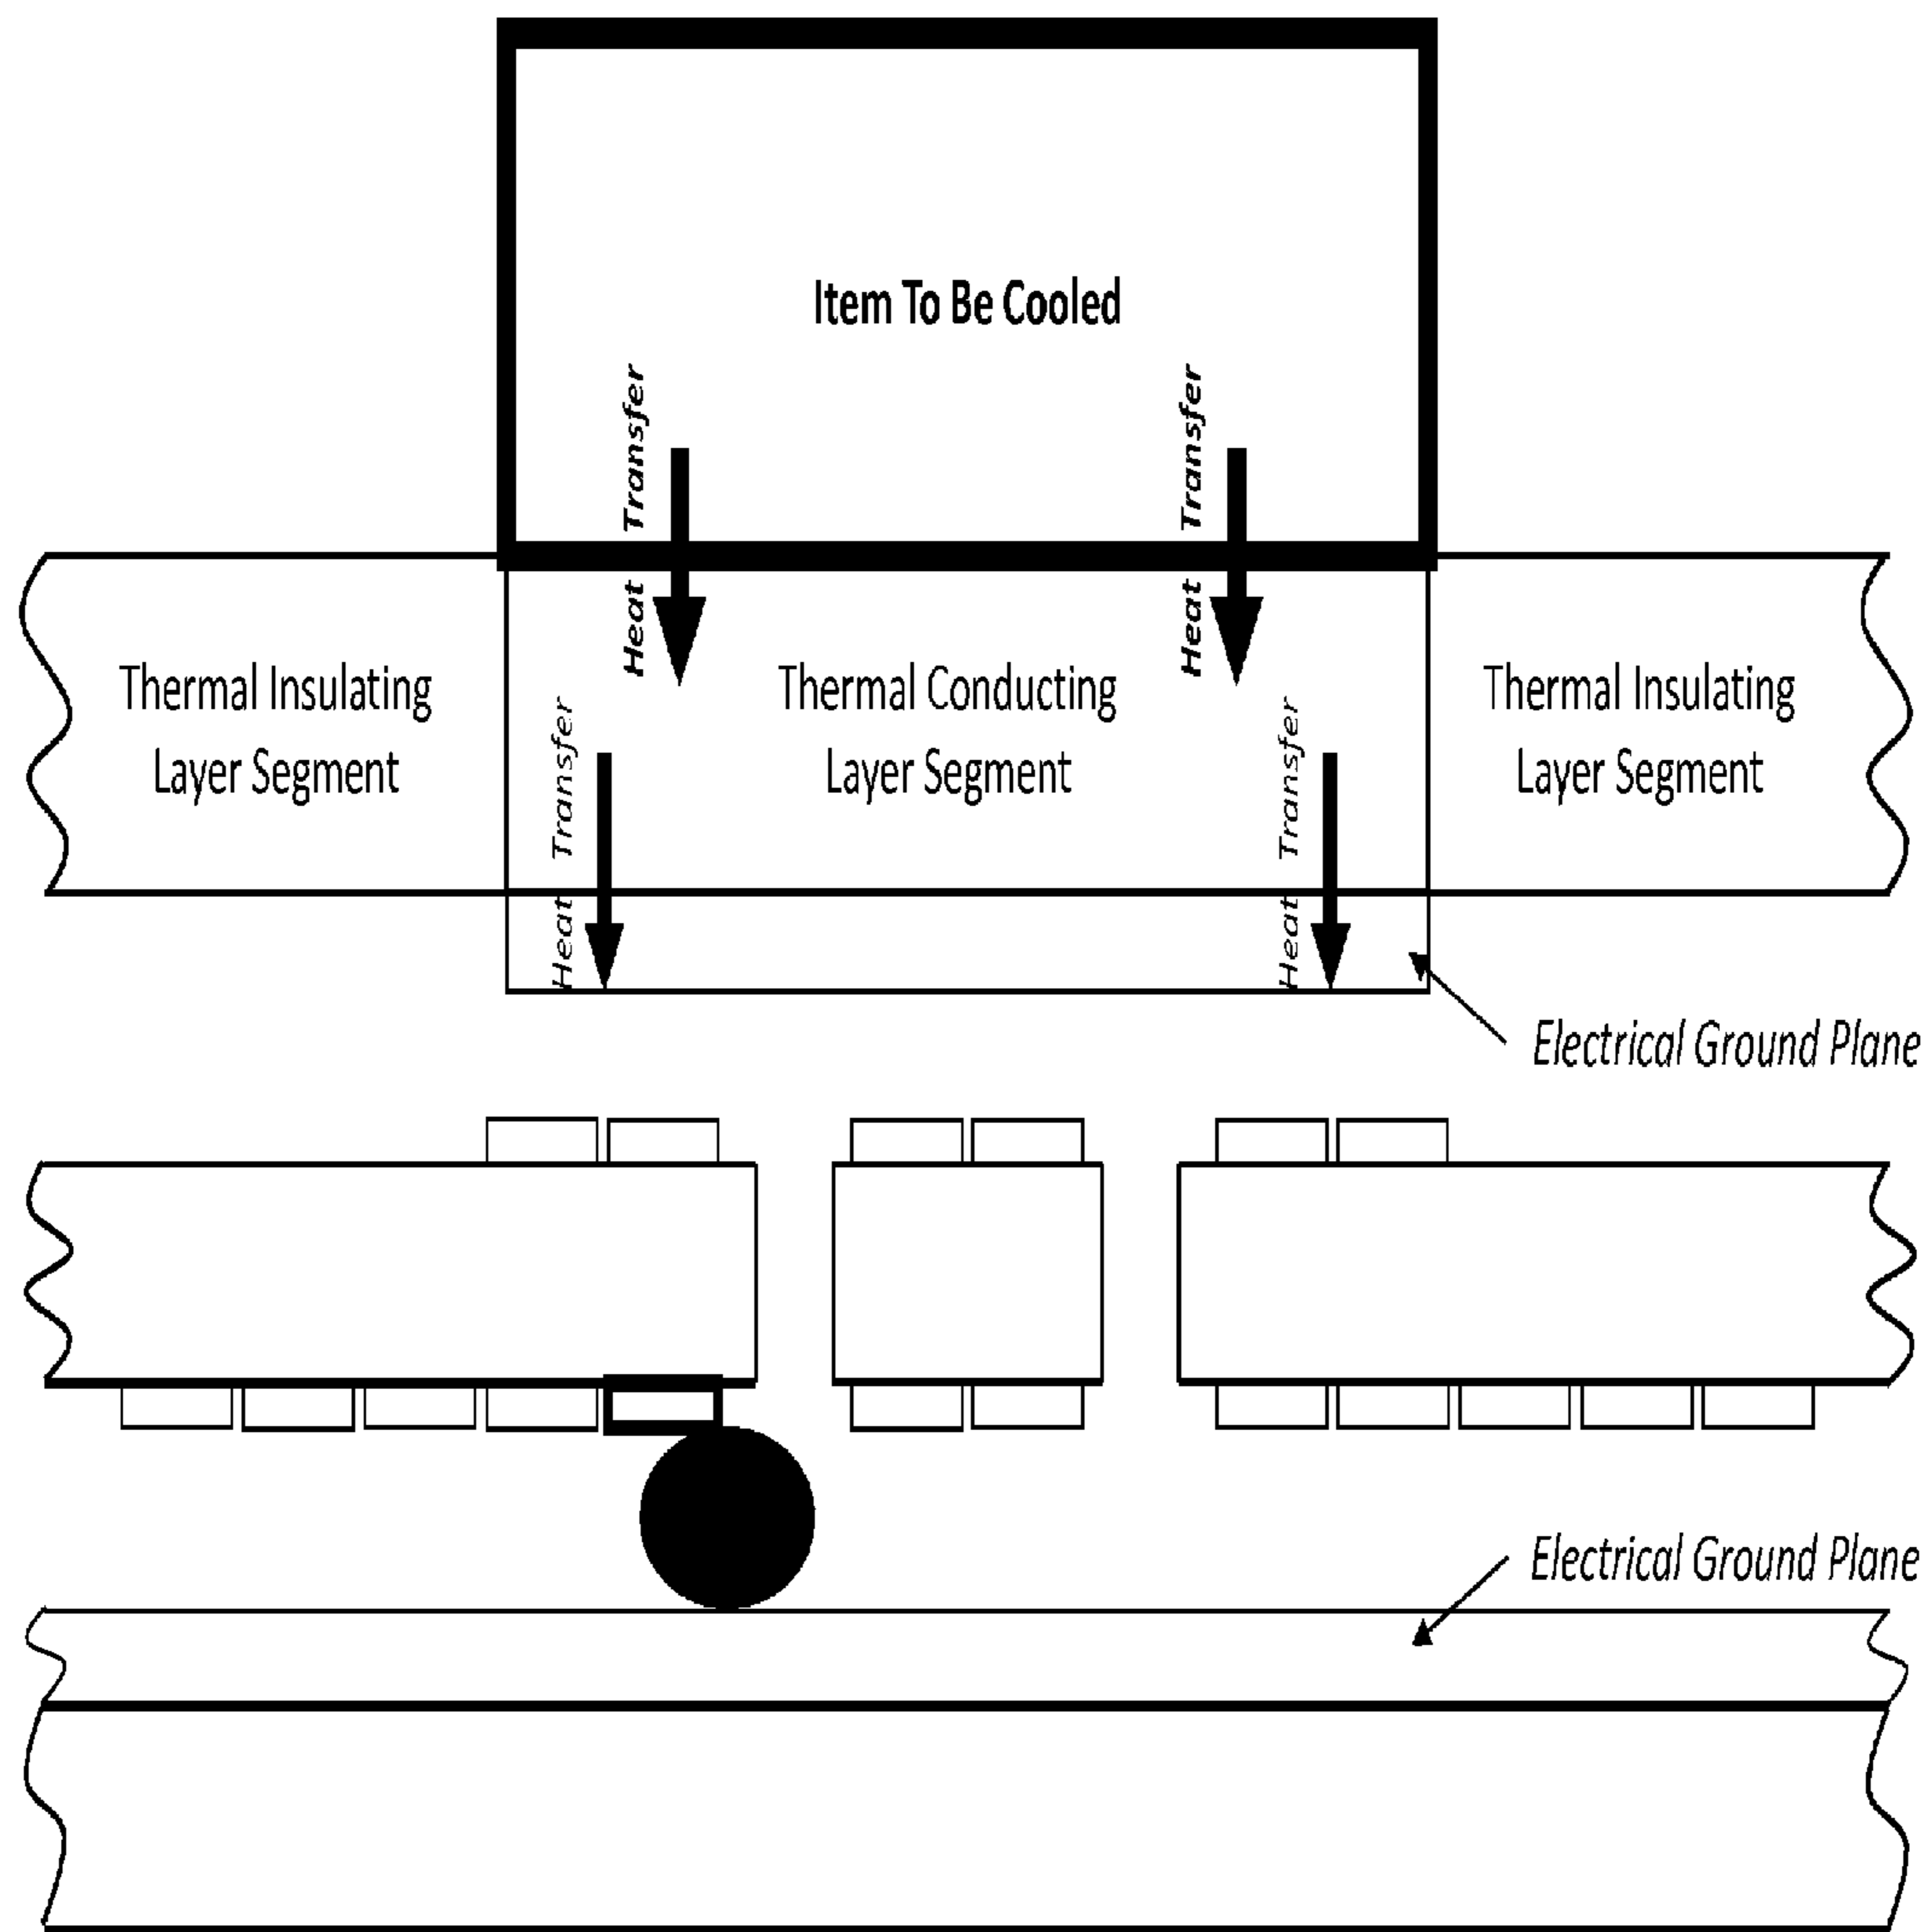 Item To Be Cooled
Heat Transfer
Heat Transfer
Thermal Insulating
Layer Segment
Thermal Conducting
Layer Segment
Thermal Insulating
Layer Segment
Heat Transfer
Heat Transfer
Electrical Ground Plane
Electrical Ground Plane